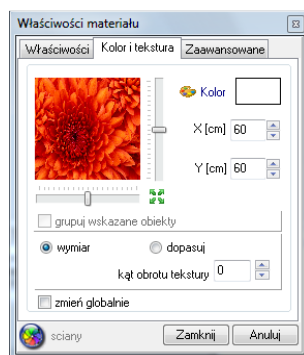 Właściwości materiału
Właściwości Kolor i tekstura Zaawansowane
Kolor
X [cm] 60
Y [cm] 60
grupuj wskazane obiekty
wymiar dopasuj
kąt obrotu tekstury 0
zmień globalnie
sciany Zamknij Anuluj